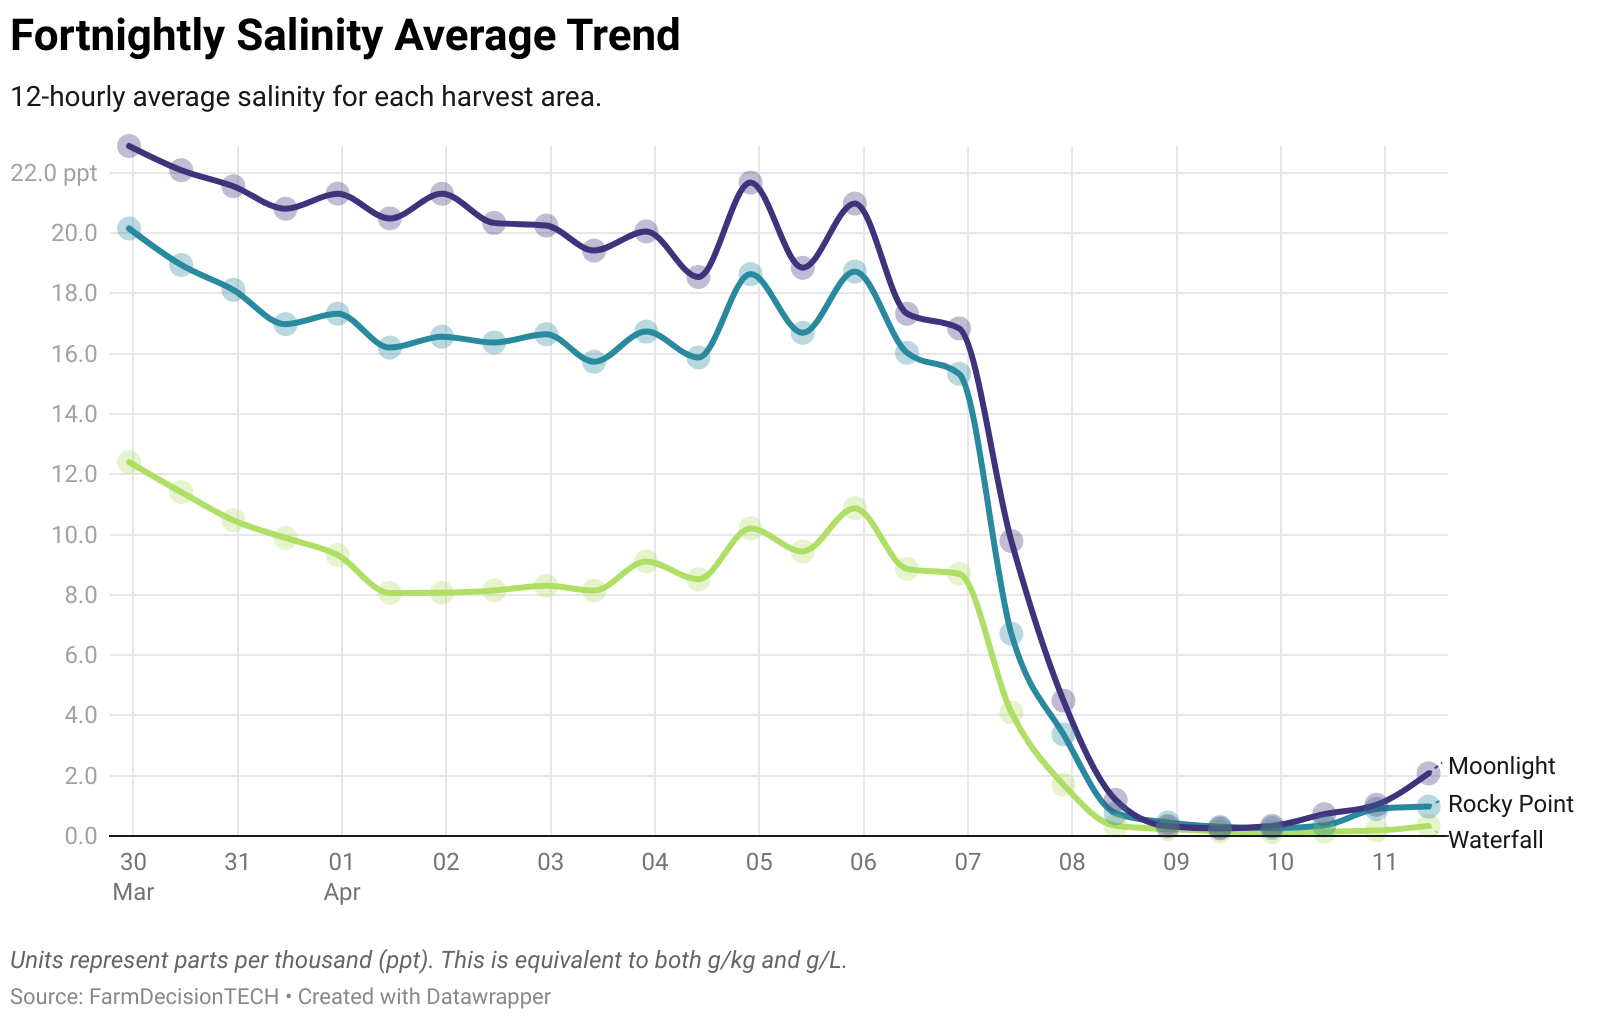 Fortnightly Salinity Average Trend
12-hourly average salinity for each harvest area.
22.0 ppt
20.0
18.0
16.0
14.0
12.0
10.0
8.0
6.0
4.0
2.0
0.0
Moonlight
Rocky Point
Waterfall
30 31 01 02 03 04 05 06 07 08 09 10 11
Mar Apr
Units represent parts per thousand (ppt). This is equivalent to both g/kg and g/L.
Source: FarmDecisionTECH • Created with Datawrapper